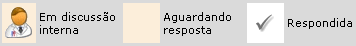 Em discussão
interna
Aguardando
resposta
Respondida